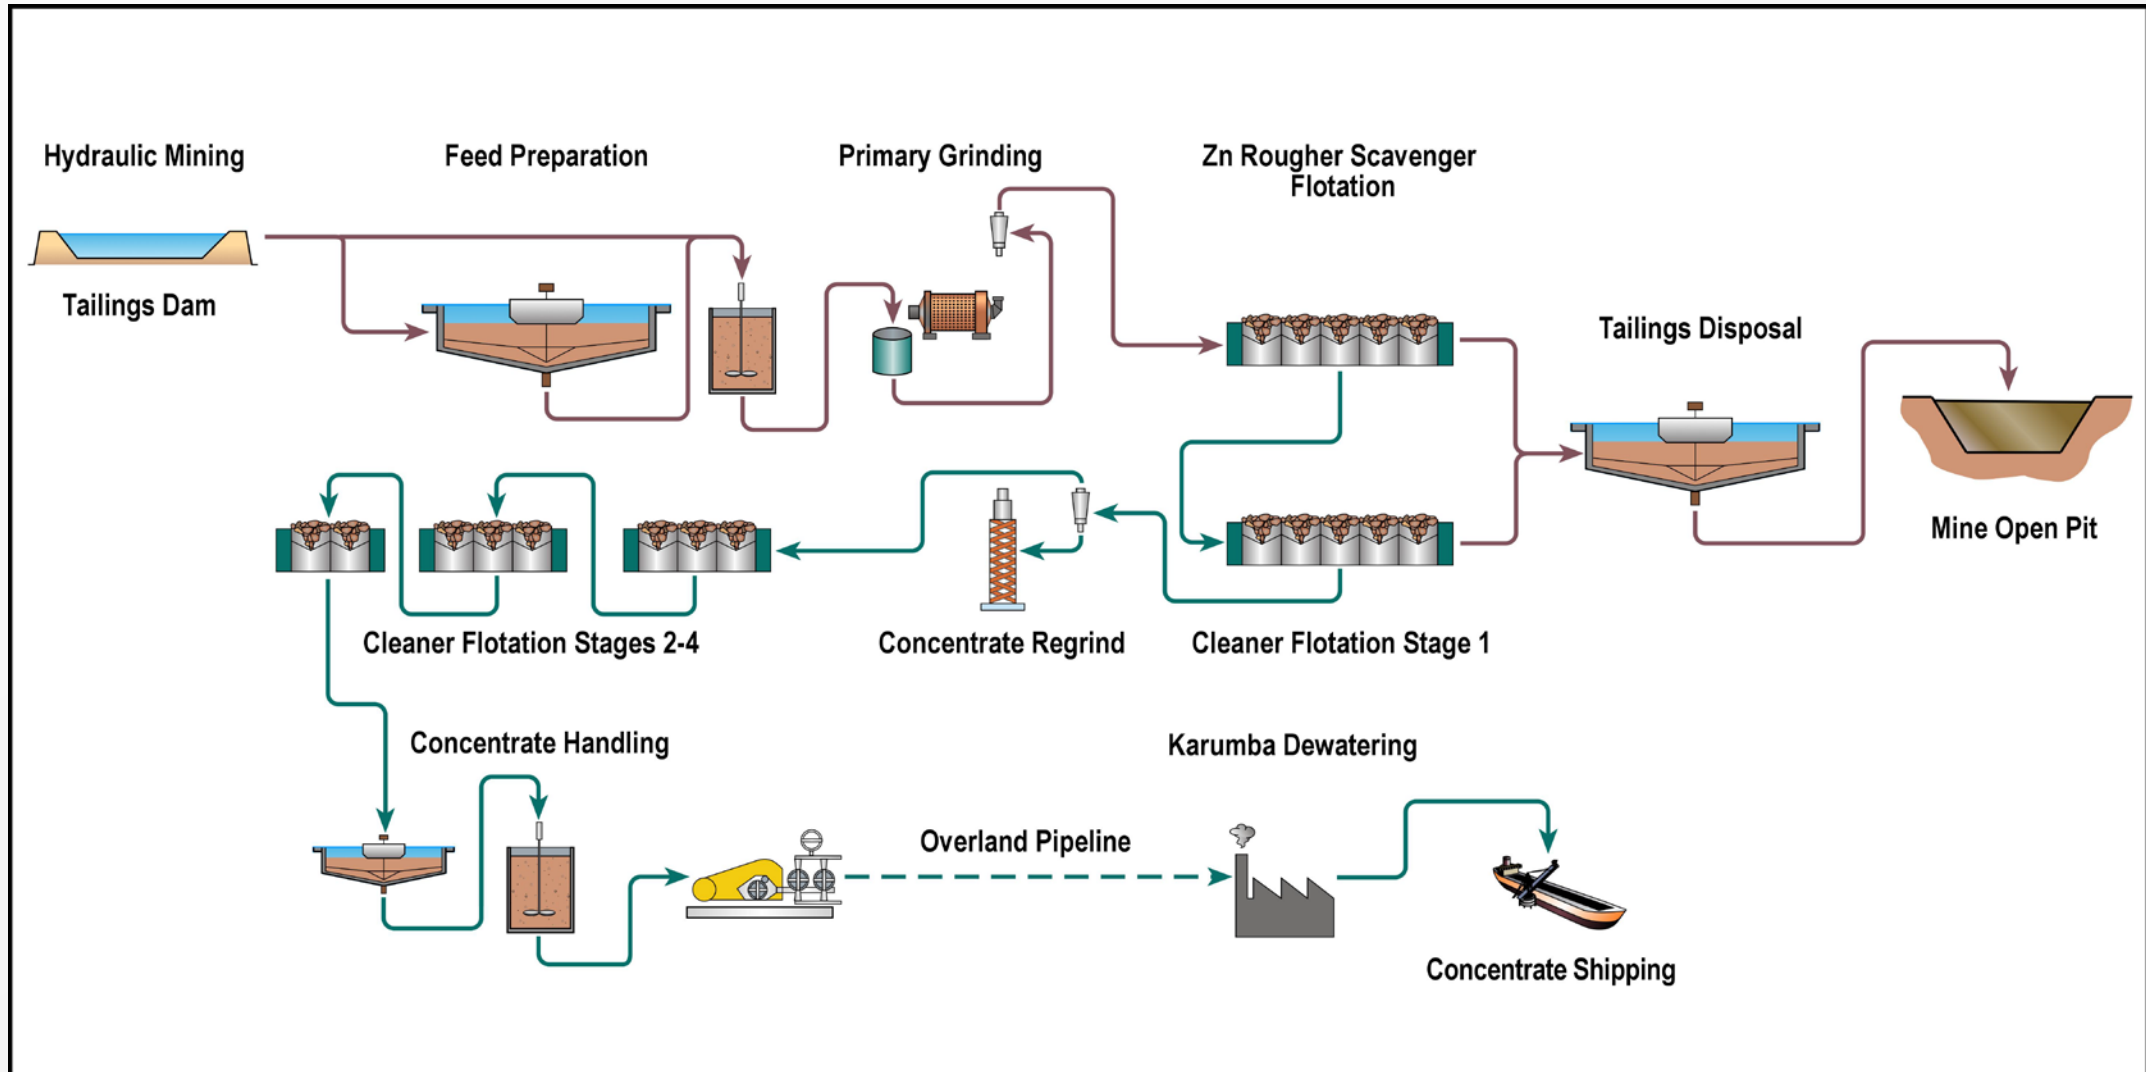 Hydraulic Mining
Feed Preparation
Primary Grinding
Zn Rougher Scavenger
Flotation
Tailings Dam
Tailings Disposal
Mine Open Pit
Cleaner Flotation Stages 2-4
Concentrate Regrind
Cleaner Flotation Stage 1
Concentrate Handling
Karumba Dewatering
Overland Pipeline
Concentrate Shipping